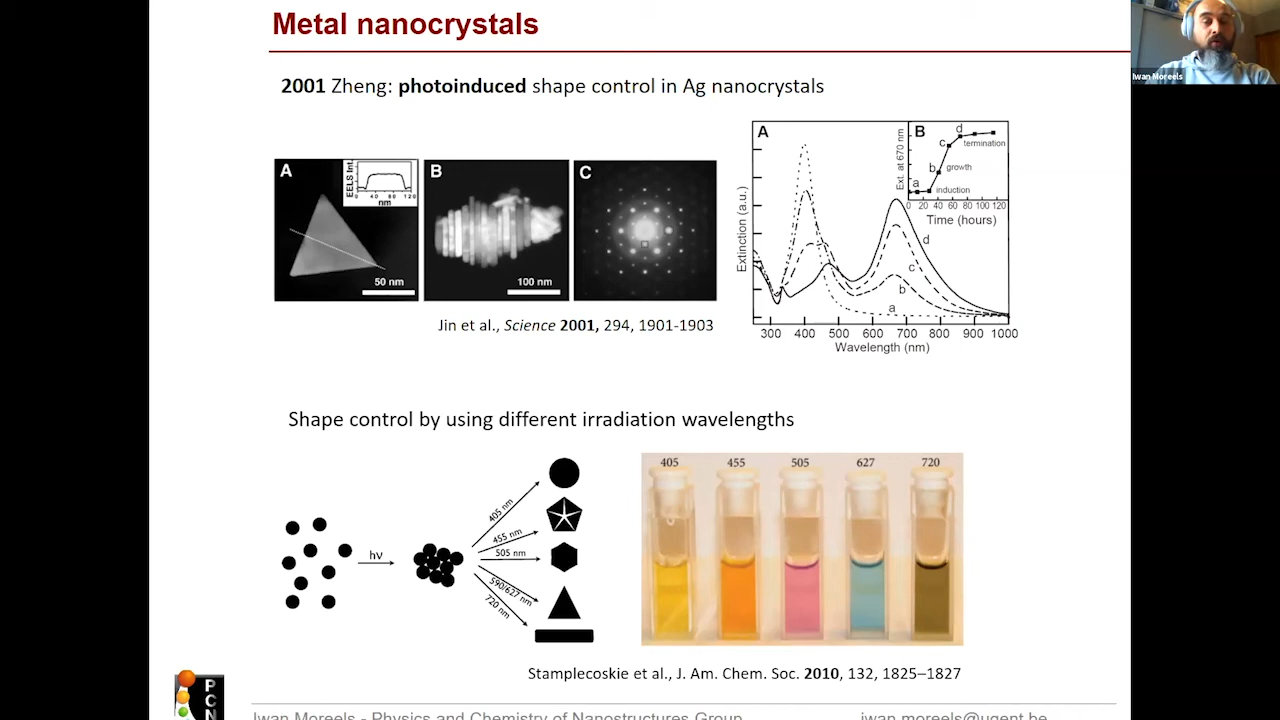 Metal nanocrystals
Iwan Moreels
2001 Zheng: photoinduced shape control in Ag nanocrystals
A
EELS Int.
40 80 120
nm
50 nm
B
100 nm
C
Jin et al., Science 2001, 294, 1901-1903
A
Extinction (a.u.)
a
b
c
d
300 400 500 600 700 800 900 1000
Wavelength (nm)
B
Ext. at 670 nm
a
b
c
d
termination
growth
induction
0 20 40 60 80 100 120
Time (hours)
Shape control by using different irradiation wavelengths
hν
405 nm
455 nm
505 nm
590/627 nm
720 nm
405 455 505 627 720
Stamplecoskie et al., J. Am. Chem. Soc. 2010, 132, 1825–1827
PCN
Iwan Moreels - Physics and Chemistry of Nanostructures Group
iwan.moreels@ugent.be